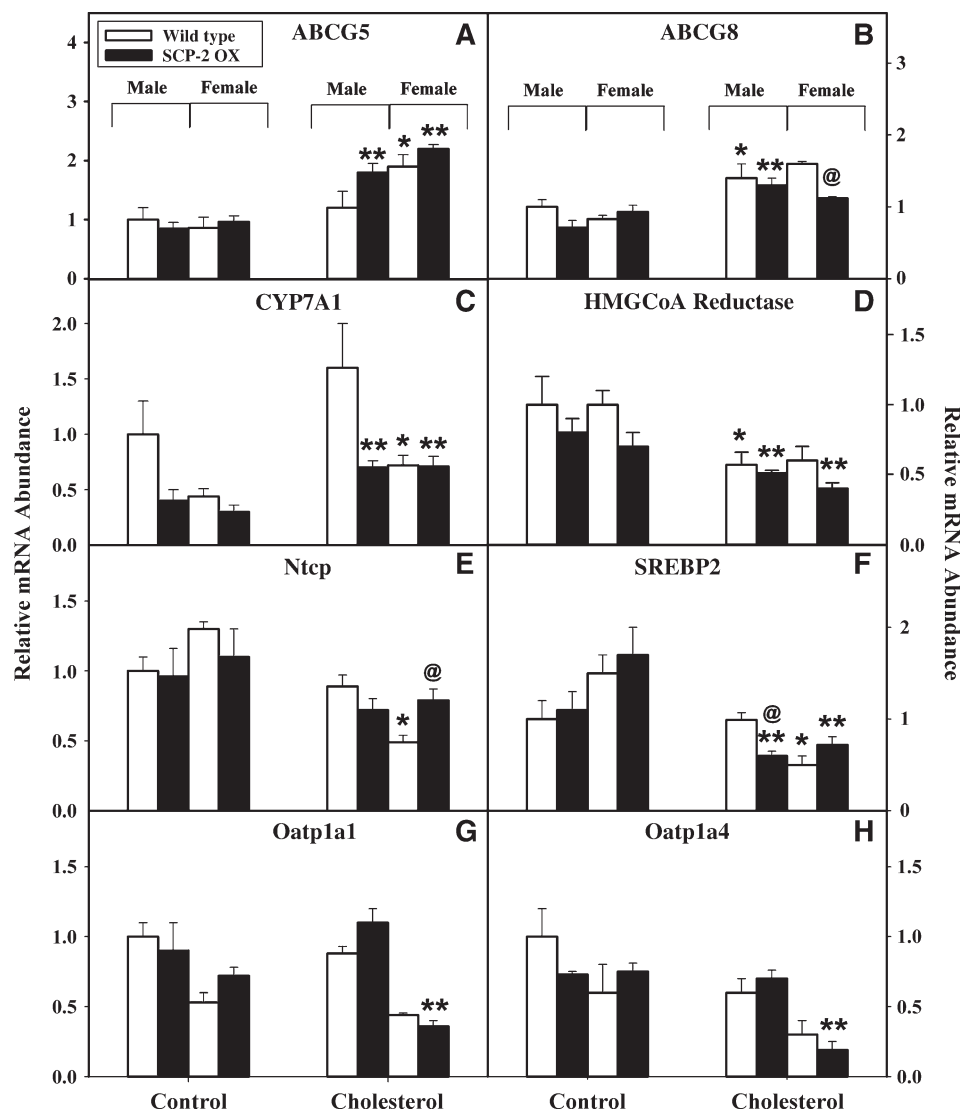 Wild type
SCP-2 OX
ABCG5
A
ABCG8
B
Male Female Male Female
Male Female Male Female
4
3
2
1
0
3
2
1
0
** * **
* ** @
CYP7A1
C
HMGCoA Reductase
D
2.0
1.5
1.0
0.5
0.0
1.5
1.0
0.5
0.0
** * **
* ** **
Relative mRNA Abundance
Relative mRNA Abundance
Ntcp
E
SREBP2
F
1.5
1.0
0.5
0.0
2
1
0
* @
@
** * **
Oatp1a1
G
Oatp1a4
H
1.5
1.0
0.5
0.0
1.5
1.0
0.5
0.0
**
**
Control Cholesterol Control Cholesterol